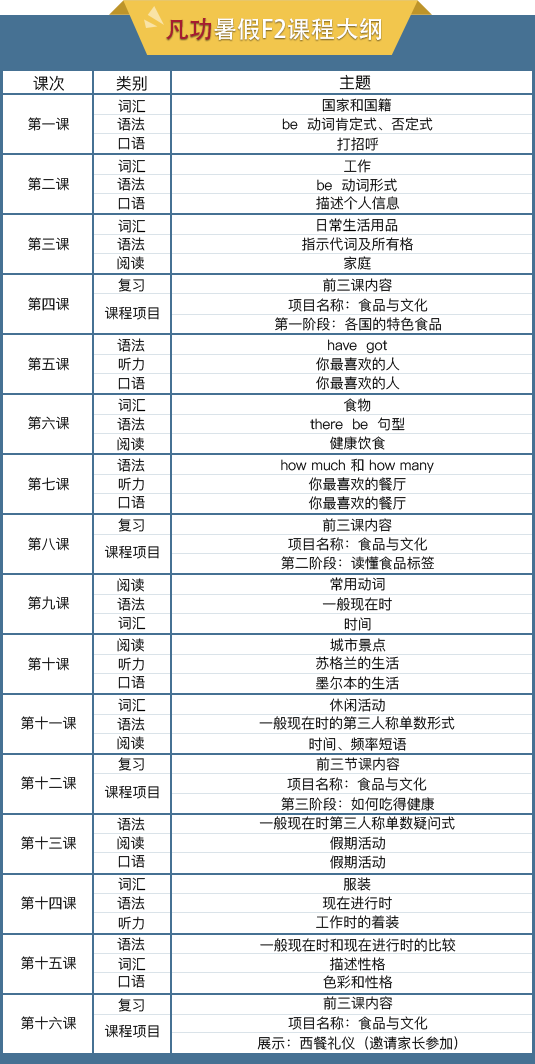 凡功暑假F2课程大纲
课次 类别 主题
第一课 词汇 国家和国籍
语法 be 动词肯定式、否定式
口语 打招呼
第二课 词汇 工作
语法 be 动词形式
口语 描述个人信息
第三课 词汇 日常生活用品
语法 指示代词及所有格
阅读 家庭
第四课 复习 前三课内容
课程项目 项目名称：食品与文化
第一阶段：各国的特色食品
第五课 语法 have got
听力 你最喜欢的人
口语 你最喜欢的人
第六课 词汇 食物
语法 there be 句型
阅读 健康饮食
第七课 语法 how much 和 how many
听力 你最喜欢的餐厅
口语 你最喜欢的餐厅
第八课 复习 前三课内容
课程项目 项目名称：食品与文化
第二阶段：读懂食品标签
第九课 阅读 常用动词
语法 一般现在时
词汇 时间
第十课 阅读 城市景点
听力 苏格兰的生活
口语 墨尔本的生活
第十一课 词汇 休闲活动
语法 一般现在时的第三人称单数形式
阅读 时间、频率短语
第十二课 复习 前三节课内容
课程项目 项目名称：食品与文化
第三阶段：如何吃得健康
第十三课 语法 一般现在时第三人称单数疑问式
阅读 假期活动
口语 假期活动
第十四课 词汇 服装
语法 现在进行时
听力 工作时的着装
第十五课 语法 一般现在时和现在进行时的比较
词汇 描述性格
口语 色彩和性格
第十六课 复习 前三课内容
课程项目 项目名称：食品与文化
展示：西餐礼仪（邀请家长参加）